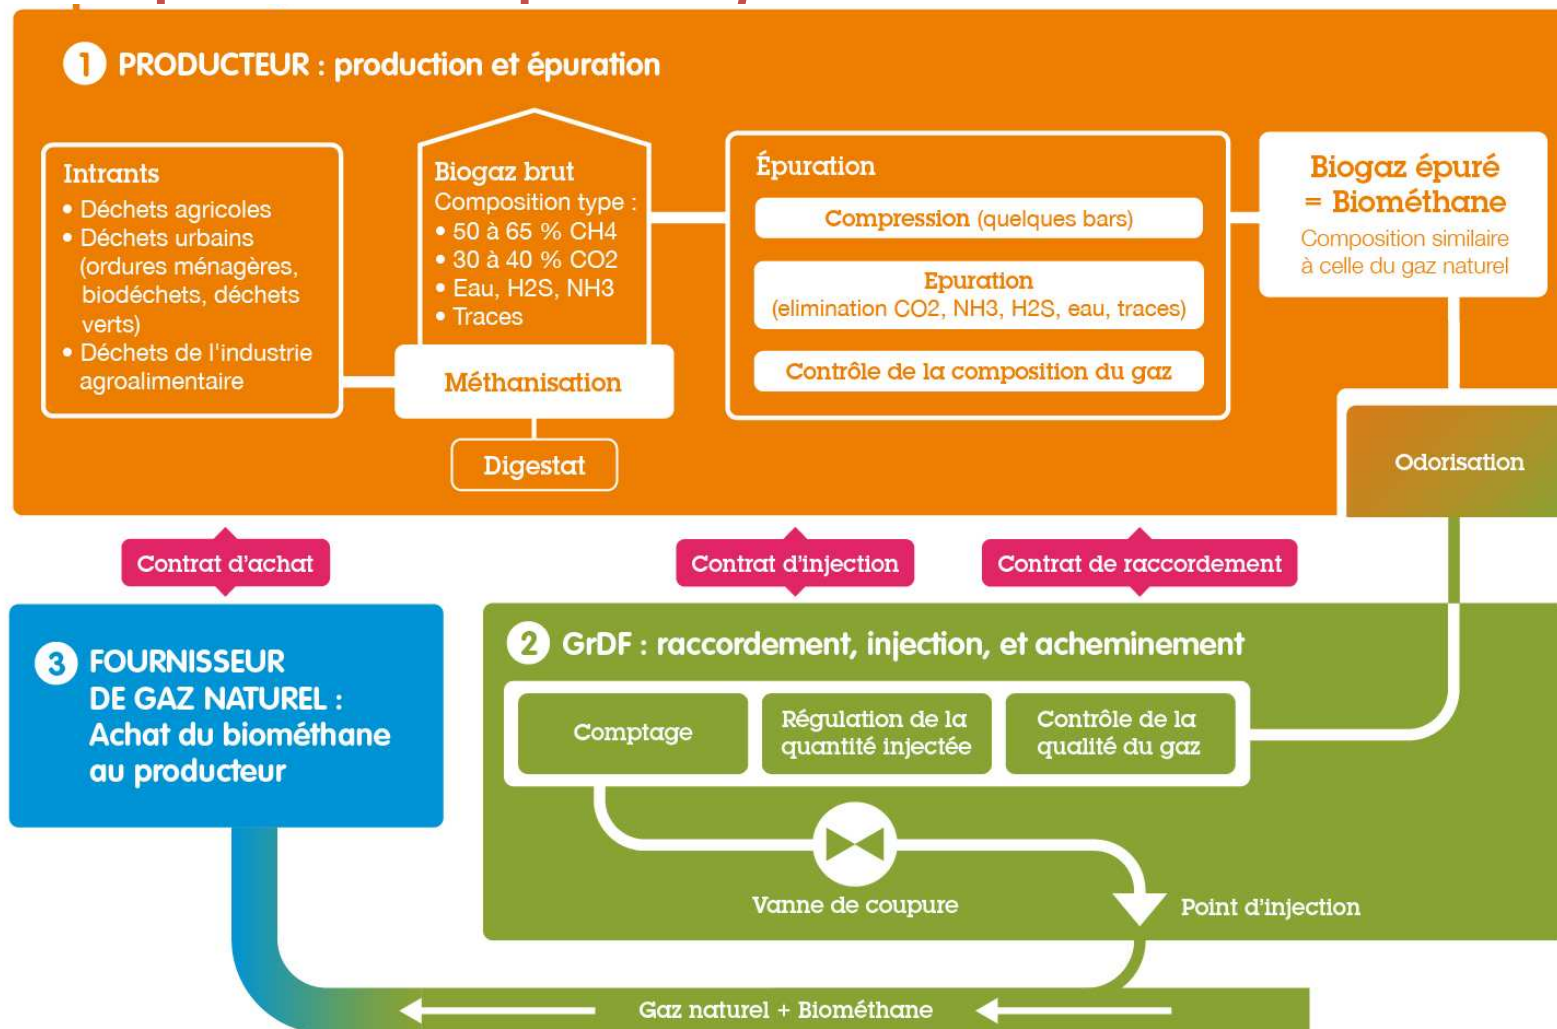 1 PRODUCTEUR : production et épuration
Intrants
• Déchets agricoles
• Déchets urbains
(ordures ménagères,
biodéchets, déchets
verts)
• Déchets de l'industrie
agroalimentaire
Biogaz brut
Composition type :
• 50 à 65 % CH4
• 30 à 40 % CO2
• Eau, H2S, NH3
• Traces
Méthanisation
Digestat
Épuration
Compression (quelques bars)
Epuration
(elimination CO2, NH3, H2S, eau, traces)
Contrôle de la composition du gaz
Biogaz épuré
= Biométhane
Composition similaire
à celle du gaz naturel
Odorisation
Contrat d'achat
Contrat d'injection
Contrat de raccordement
3 FOURNISSEUR
DE GAZ NATUREL :
Achat du biométhane
au producteur
2 GrDF : raccordement, injection, et acheminement
Comptage
Régulation de la
quantité injectée
Contrôle de la
qualité du gaz
Vanne de coupure
Point d'injection
Gaz naturel + Biométhane